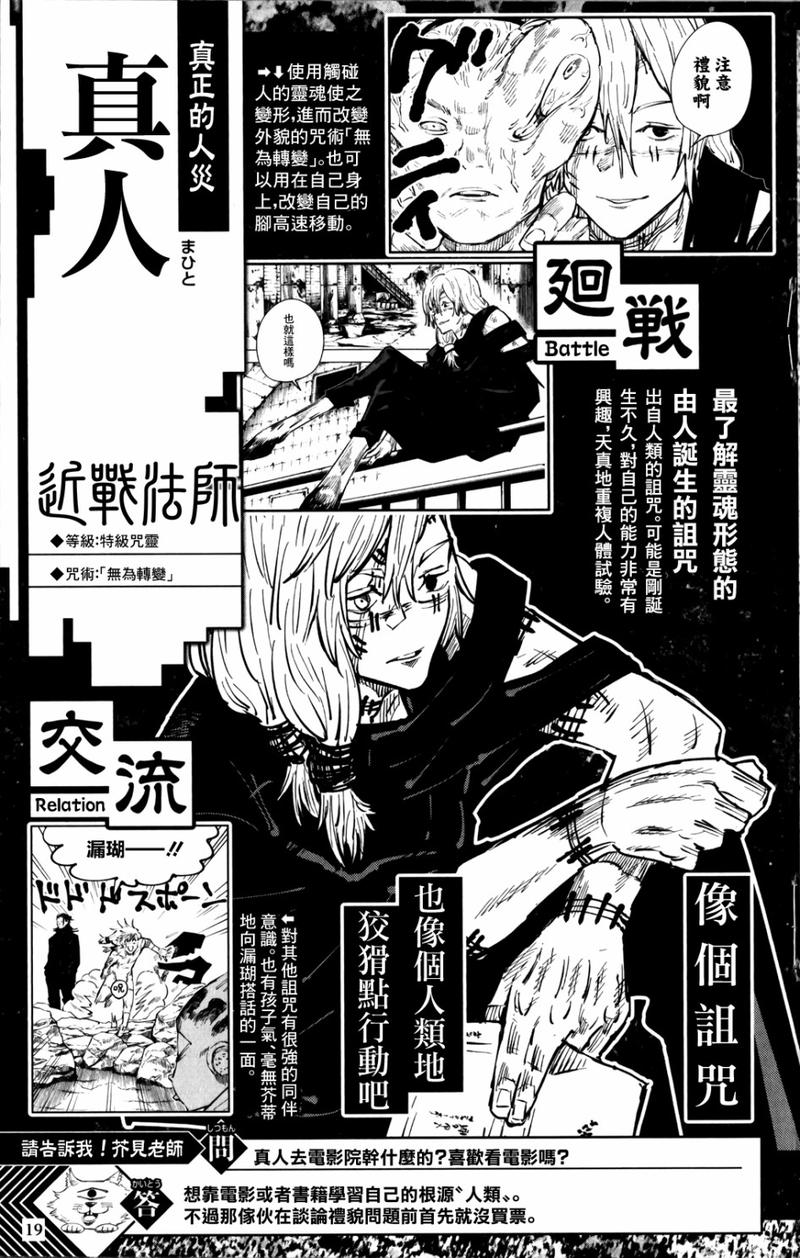 真正的人災
真人
まひと
近戰法師
◆等級:特級咒靈
◆咒術:「無為轉變」
➡⬇使用觸碰
人的靈魂使之
變形,進而改變
外貌的咒術「無
為轉變」。也可
以用在自己身
上,改變自己的
腳高速移動。
注意
禮貌啊
グニィ
也就這樣嗎
廻戦
Battle
最了解靈魂形態的
由人誕生的詛咒
出自人類的詛咒。可能是剛誕
生不久,對自己的能力非常有
興趣,天真地重複人體試驗。
交流
Relation
漏瑚——!!
呪
⬅對其他詛咒有很強的同伴
意識。也有孩子氣、毫無芥蒂
地向漏瑚搭話的一面。
像個詛咒
也像個人類地
狡猾點行動吧
請告訴我!芥見老師
しつもん
問
真人去電影院幹什麼的?喜歡看電影嗎?
かいとう
答
想靠電影或者書籍學習自己的根源〝人類〟。
不過那傢伙在談論禮貌問題前首先就沒買票。
19